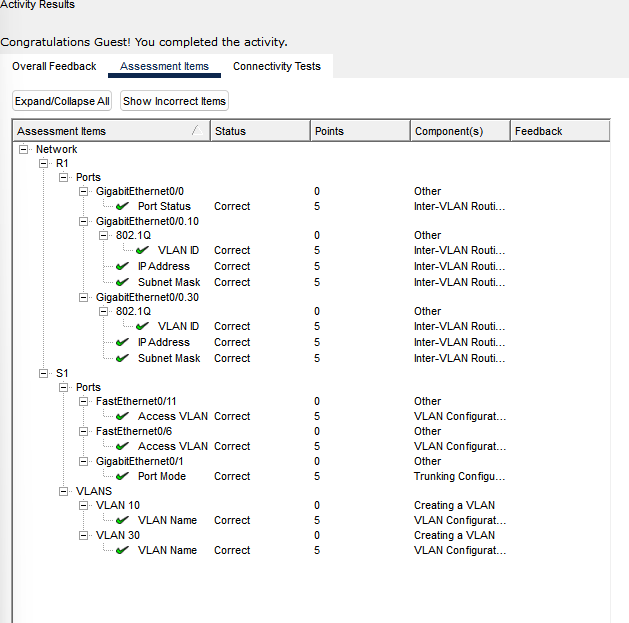 Activity Results
Congratulations Guest! You completed the activity.
Overall Feedback Assessment Items Connectivity Tests
Expand/Collapse All Show Incorrect Items
Assessment Items Status Points Component(s) Feedback
Network
R1
Ports
GigabitEthernet0/0 0 Other
Port Status Correct 5 Inter-VLAN Routi...
GigabitEthernet0/0.10
802.1Q 0 Other
VLAN ID Correct 5 Inter-VLAN Routi...
IP Address Correct 5 Inter-VLAN Routi...
Subnet Mask Correct 5 Inter-VLAN Routi...
GigabitEthernet0/0.30
802.1Q 0 Other
VLAN ID Correct 5 Inter-VLAN Routi...
IP Address Correct 5 Inter-VLAN Routi...
Subnet Mask Correct 5 Inter-VLAN Routi...
S1
Ports
FastEthernet0/11 0 Other
Access VLAN Correct 5 VLAN Configurat...
FastEthernet0/6 0 Other
Access VLAN Correct 5 VLAN Configurat...
GigabitEthernet0/1 0 Other
Port Mode Correct 5 Trunking Configu...
VLANS
VLAN 10 0 Creating a VLAN
VLAN Name Correct 5 VLAN Configurat...
VLAN 30 0 Creating a VLAN
VLAN Name Correct 5 VLAN Configurat...